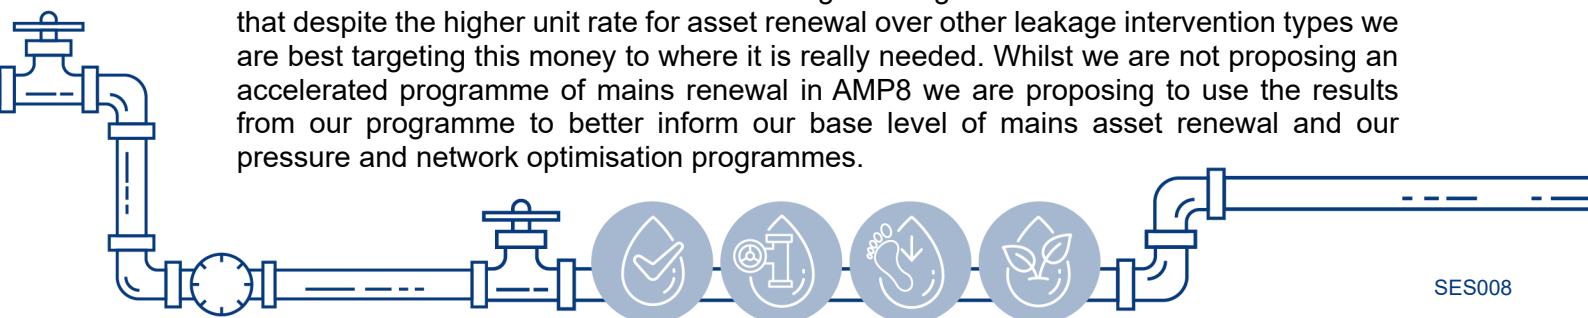 that despite the higher unit rate for asset renewal over other leakage intervention types we
are best targeting this money to where it is really needed. Whilst we are not proposing an
accelerated programme of mains renewal in AMP8 we are proposing to use the results
from our programme to better inform our base level of mains asset renewal and our
pressure and network optimisation programmes.
SES008